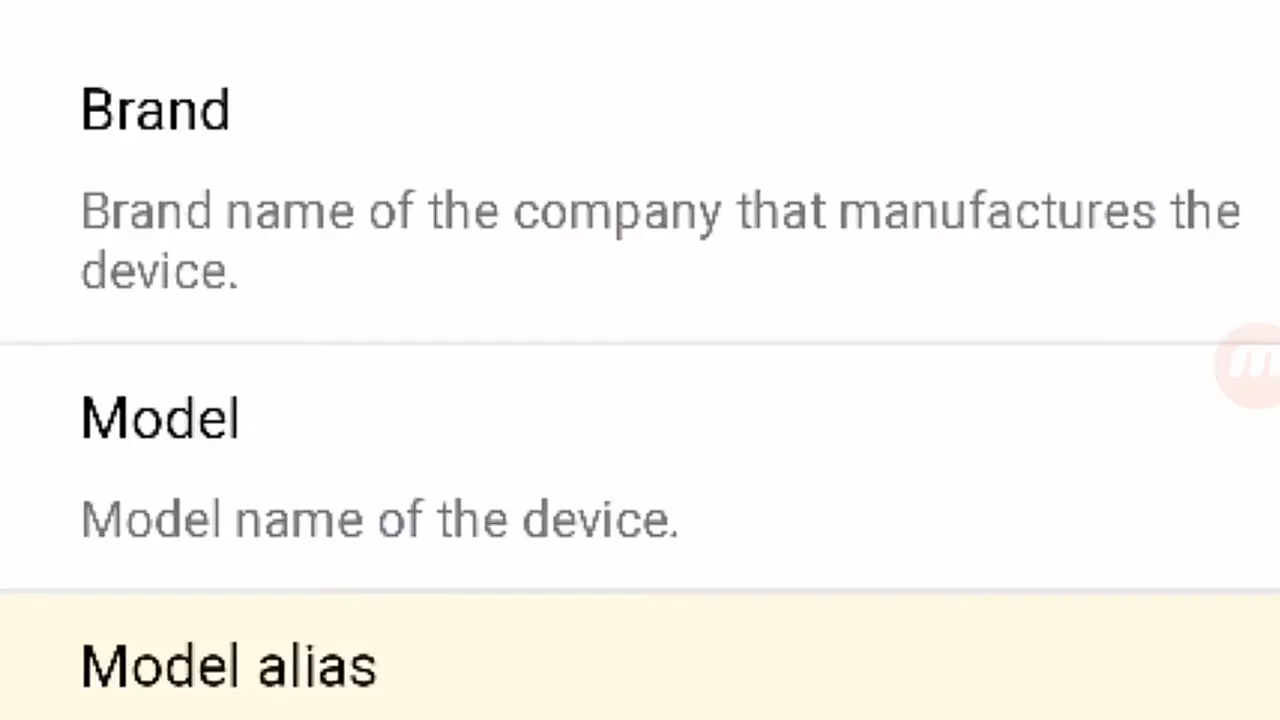 Brand
Brand name of the company that manufactures the
device.
Model
Model name of the device.
Model alias